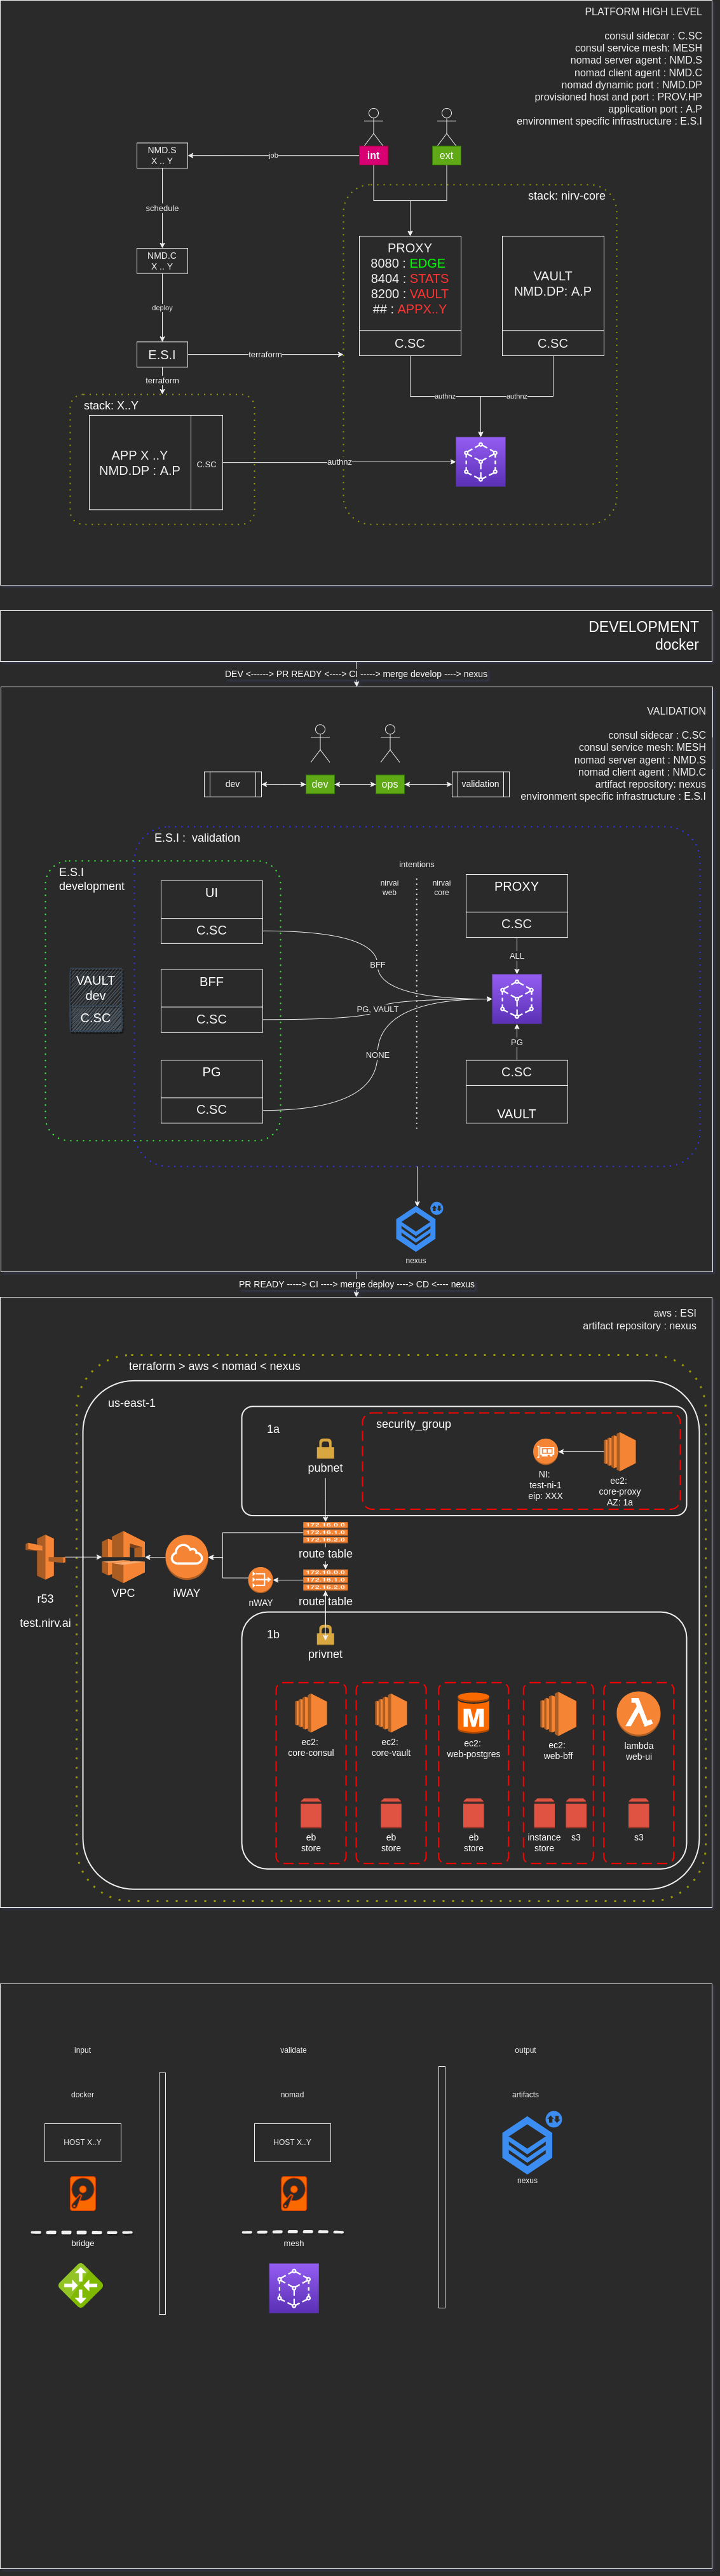 PLATFORM HIGH LEVEL
consul sidecar : C.SC
consul service mesh: MESH
nomad server agent : NMD.S
nomad client agent : NMD.C
nomad dynamic port : NMD.DP
provisioned host and port : PROV.HP
application port : A.P
environment specific infrastructure : E.S.I
int
ext
NMD.S
X .. Y
job
schedule
NMD.C
X .. Y
deploy
E.S.I
terraform
terraform
stack: nirv-core
PROXY
8080 : EDGE
8404 : STATS
8200 : VAULT
## : APPX..Y
C.SC
VAULT
NMD.DP: A.P
C.SC
authnz
authnz
stack: X..Y
APP X ..Y
NMD.DP : A.P
C.SC
authnz
DEVELOPMENT
docker
DEV <------> PR READY <----> CI -----> merge develop ----> nexus
VALIDATION
consul sidecar : C.SC
consul service mesh: MESH
nomad server agent : NMD.S
nomad client agent : NMD.C
artifact repository: nexus
environment specific infrastructure : E.S.I
dev
dev
ops
validation
E.S.I : validation
E.S.I
development
intentions
nirvai
web
nirvai
core
UI
C.SC
BFF
C.SC
PG
C.SC
VAULT
dev
C.SC
BFF
PG, VAULT
NONE
PROXY
C.SC
ALL
PG
C.SC
VAULT
nexus
PR READY -----> CI ----> merge deploy ----> CD <---- nexus
aws : ESI
artifact repository : nexus
terraform > aws < nomad < nexus
us-east-1
1a
pubnet
security_group
NI:
test-ni-1
eip: XXX
ec2:
core-proxy
AZ: 1a
172.16.0.0
172.16.1.0
172.16.2.0
route table
172.16.0.0
172.16.1.0
172.16.2.0
route table
r53
test.nirv.ai
VPC
iWAY
nWAY
1b
privnet
ec2:
core-consul
ec2:
core-vault
ec2:
web-postgres
ec2:
web-bff
lambda
web-ui
eb
store
eb
store
eb
store
instance
store
s3
s3
input
validate
output
docker
nomad
artifacts
HOST X..Y
HOST X..Y
nexus
bridge
mesh